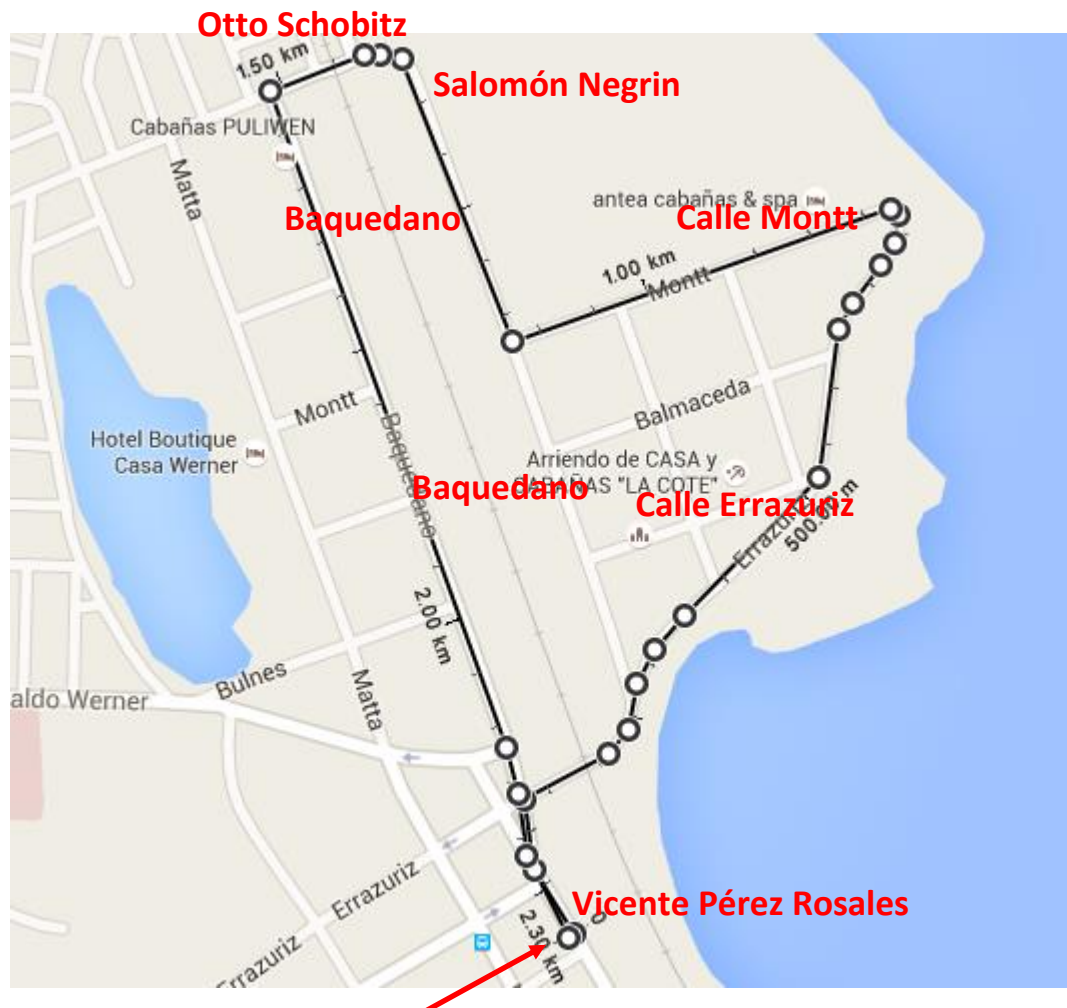 Otto Schobitz
1.50 km
Salomón Negrin
Cabañas PULIWEN
Matta
antea cabañas & spa
Baquedano
Calle Montt
1.00 km
Montt
Balmaceda
Montt
Baquedano
Hotel Boutique
Casa Werner
Arriendo de CASA y
CABAÑAS "LA COTE"
Baquedano
Calle Errazuriz
Errazuriz
2.00 km
Bulnes
Matta
aldo Werner
Errazuriz
Vicente Pérez Rosales
2.30 km
0
Errazuriz